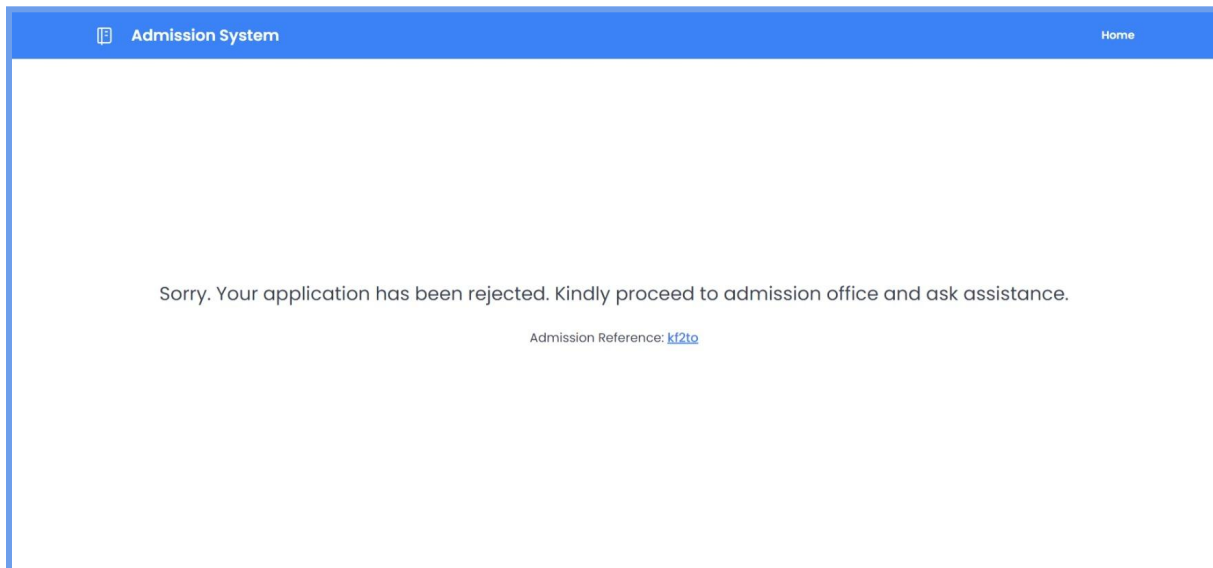 Admission System
Home
Sorry. Your application has been rejected. Kindly proceed to admission office and ask assistance.
Admission Reference: kf2to